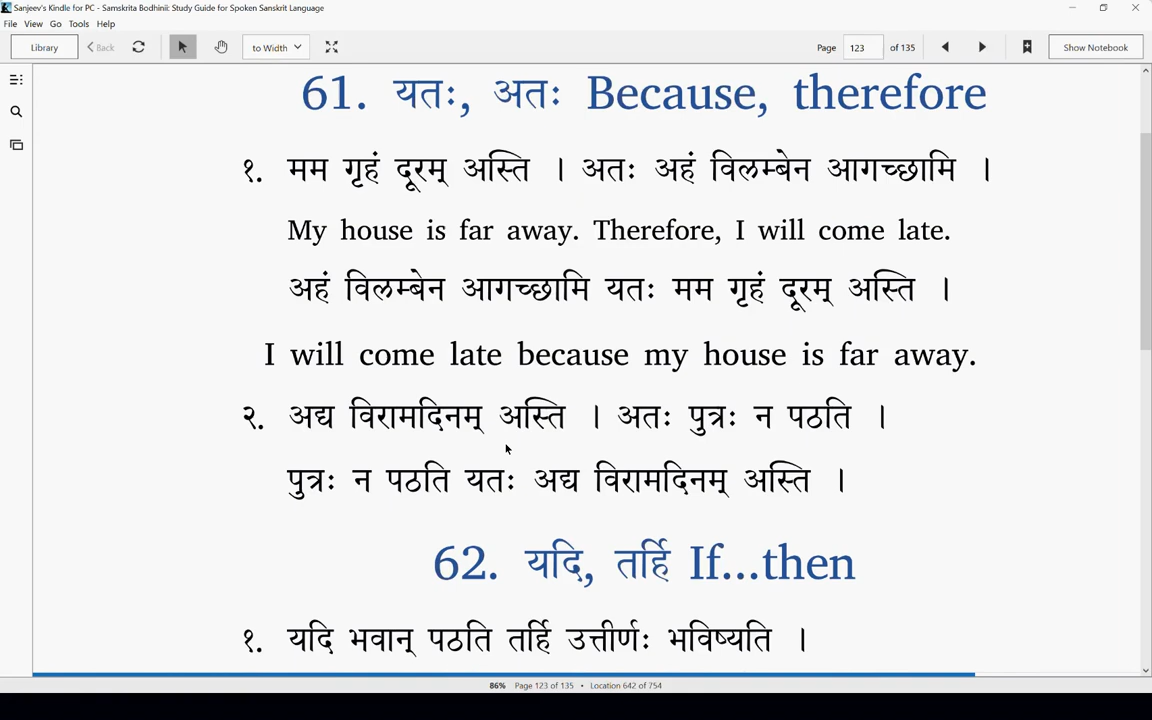 Sanjeev's Kindle for PC - Samskrita Bodhinii: Study Guide for Spoken Sanskrit Language
File View Go Tools Help
Library Back to Width Page 123 of 135 Show Notebook
61. यतः, अतः Because, therefore
१. मम गृहं दूरम् अस्ति । अतः अहं विलम्बेन आगच्छामि ।
My house is far away. Therefore, I will come late.
अहं विलम्बेन आगच्छामि यतः मम गृहं दूरम् अस्ति ।
I will come late because my house is far away.
२. अद्य विरामदिनम् अस्ति । अतः पुत्रः न पठति ।
पुत्रः न पठति यतः अद्य विरामदिनम् अस्ति ।
62. यदि, तर्हि If...then
१. यदि भवान् पठति तर्हि उत्तीर्णः भविष्यति ।
86% Page 123 of 135 • Location 642 of 754